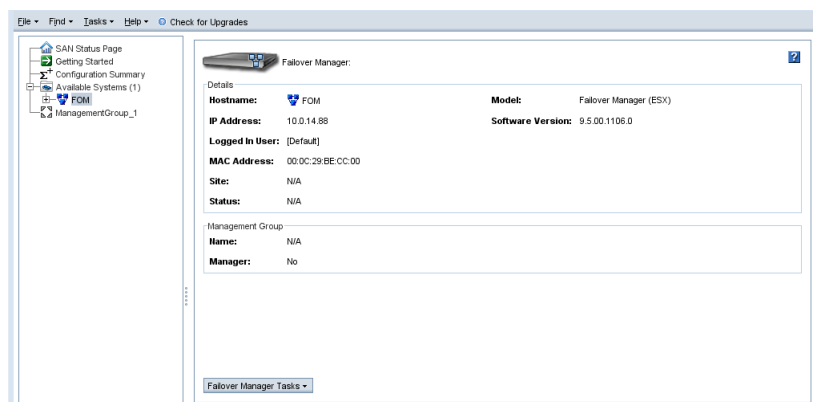 File Find Tasks Help Check for Upgrades
SAN Status Page
Getting Started
Configuration Summary
Available Systems (1)
FOM
ManagementGroup_1
Failover Manager:
Details
Hostname: FOM Model: Failover Manager (ESX)
IP Address: 10.0.14.88 Software Version: 9.5.00.1106.0
Logged In User: [Default]
MAC Address: 00:0C:29:BE:CC:00
Site: N/A
Status: N/A
Management Group
Name: N/A
Manager: No
Failover Manager Tasks